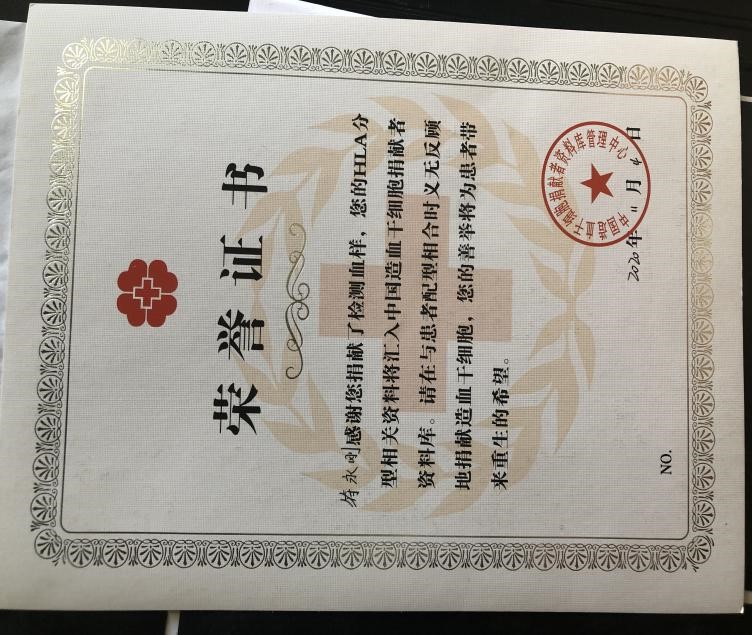 荣誉证书
符永刚感谢您捐献了检测血样，您的HLA分
型相关资料将汇入中国造血干细胞捐献者
资料库。请在与患者配型相合时义无反顾
地捐献造血干细胞，您的善举将为患者带
来重生的希望。
中国造血干细胞捐献者资料库管理中心
2020年11月4日
NO.